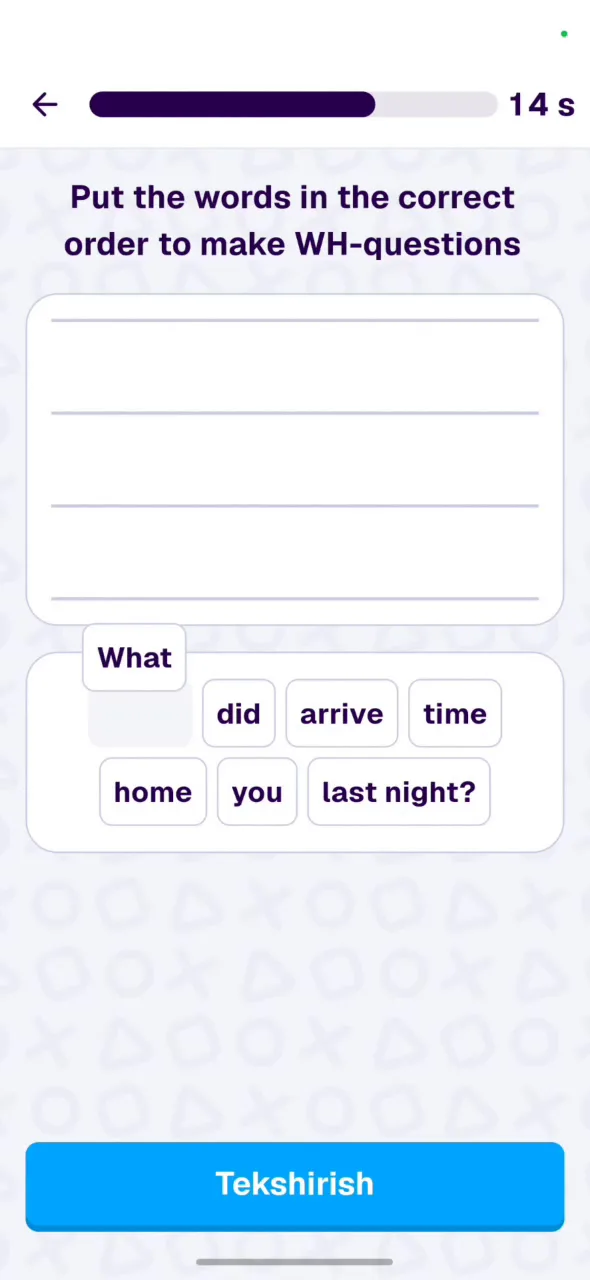 14 s
Put the words in the correct
order to make WH-questions
What
did arrive time
home you last night?
Tekshirish